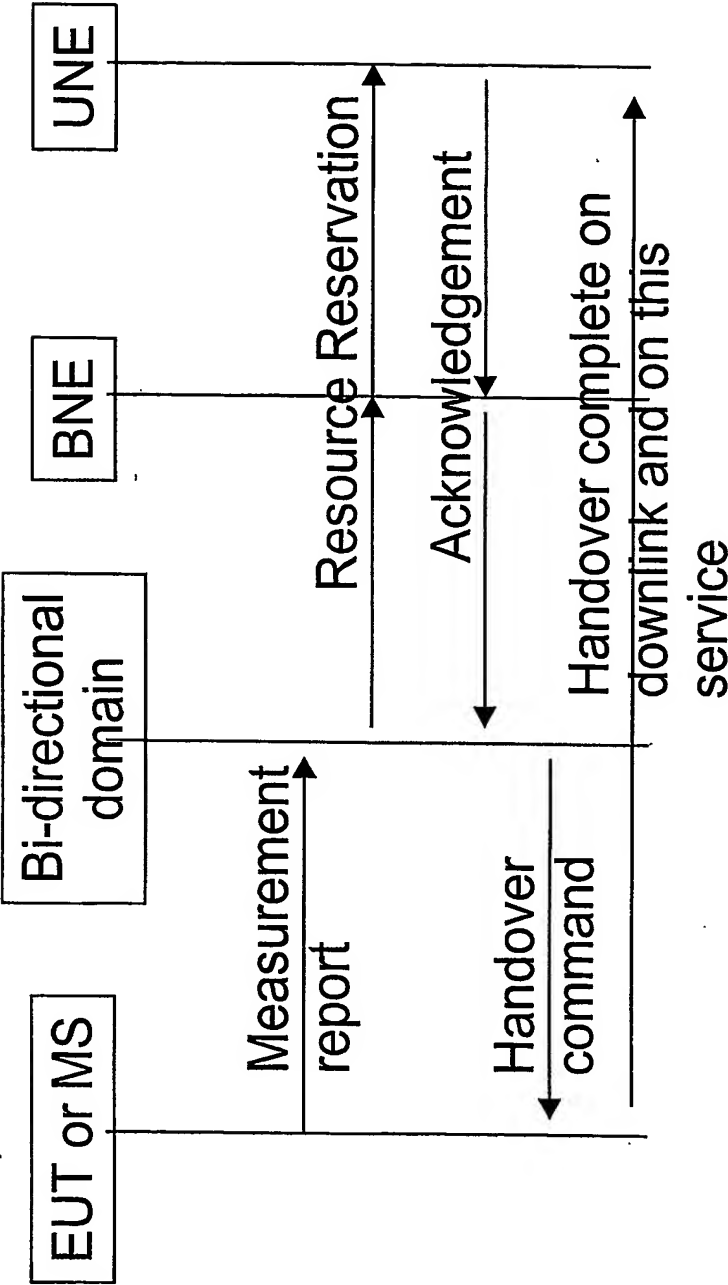 EUT or MS
Bi-directional
domain
BNE
UNE
Measurement
report
Resource Reservation
Acknowledgement
Handover
command
Handover complete on
downlink and on this
service